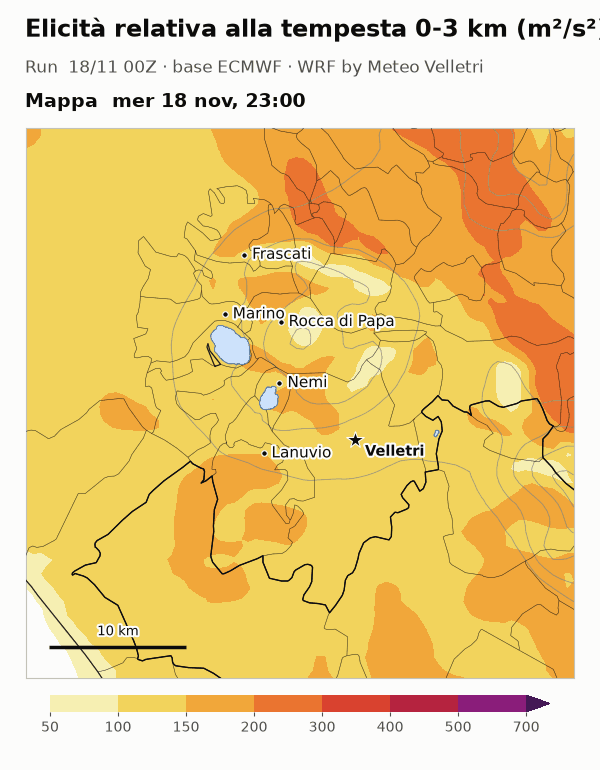 Elicità relativa alla tempesta 0-3 km (m²/s²)
Run 18/11 00Z · base ECMWF · WRF by Meteo Velletri
Mappa mer 18 nov, 23:00
Frascati
Marino
Rocca di Papa
Nemi
Velletri
Lanuvio
10 km
50 100 150 200 300 400 500 700